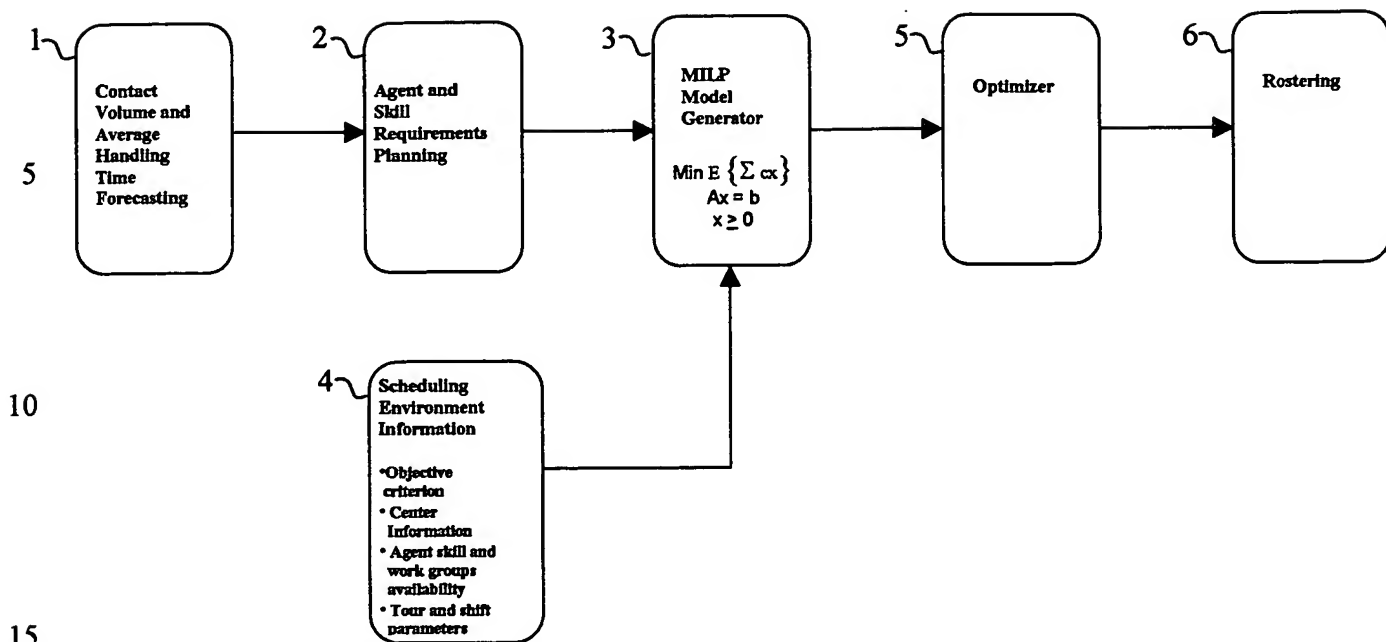 1
Contact
Volume and
Average
Handling
Time
Forecasting
2
Agent and
Skill
Requirements
Planning
3
MILP
Model
Generator
Min E { Σ cx}
Ax = b
x ≥ 0
5
Optimizer
6
Rostering
5
4
Scheduling
Environment
Information
•Objective
criterion
• Center
Information
• Agent skill and
work groups
availability
• Tour and shift
parameters
10
15